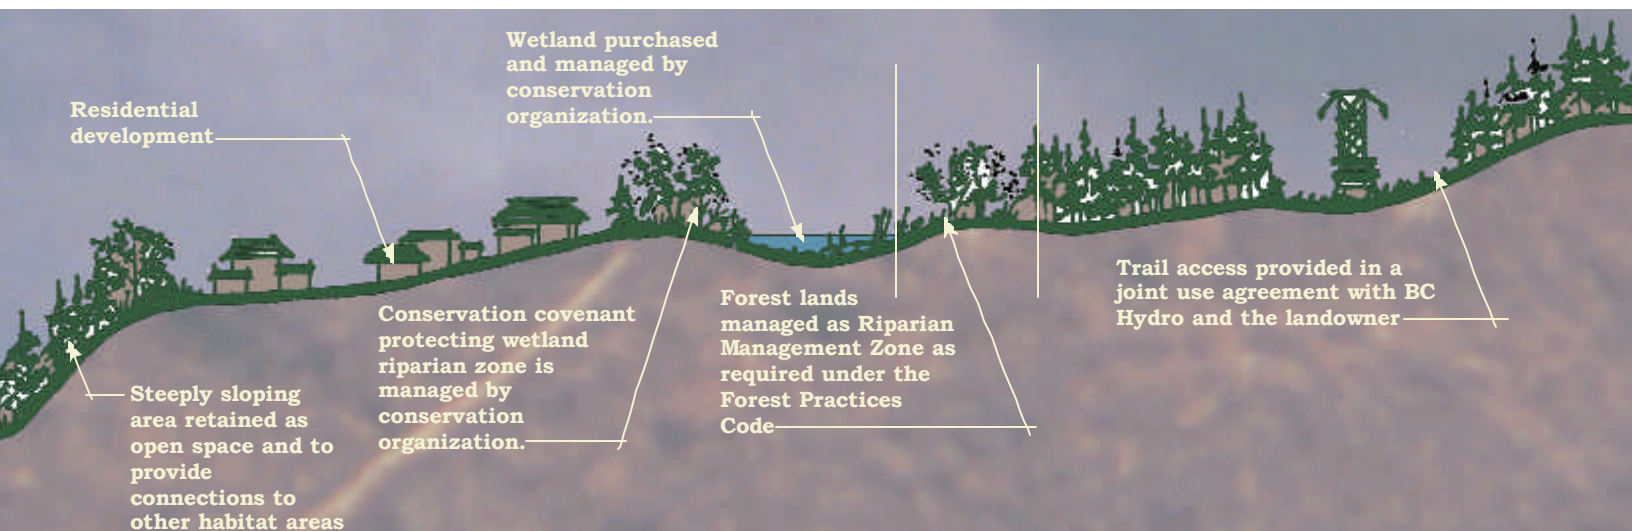 Wetland purchased
and managed by
conservation
organization.
Residential
development
Trail access provided in a
joint use agreement with BC
Hydro and the landowner
Forest lands
managed as Riparian
Management Zone as
required under the
Forest Practices
Code
Conservation covenant
protecting wetland
riparian zone is
managed by
conservation
organization.
Steeply sloping
area retained as
open space and to
provide
connections to
other habitat areas